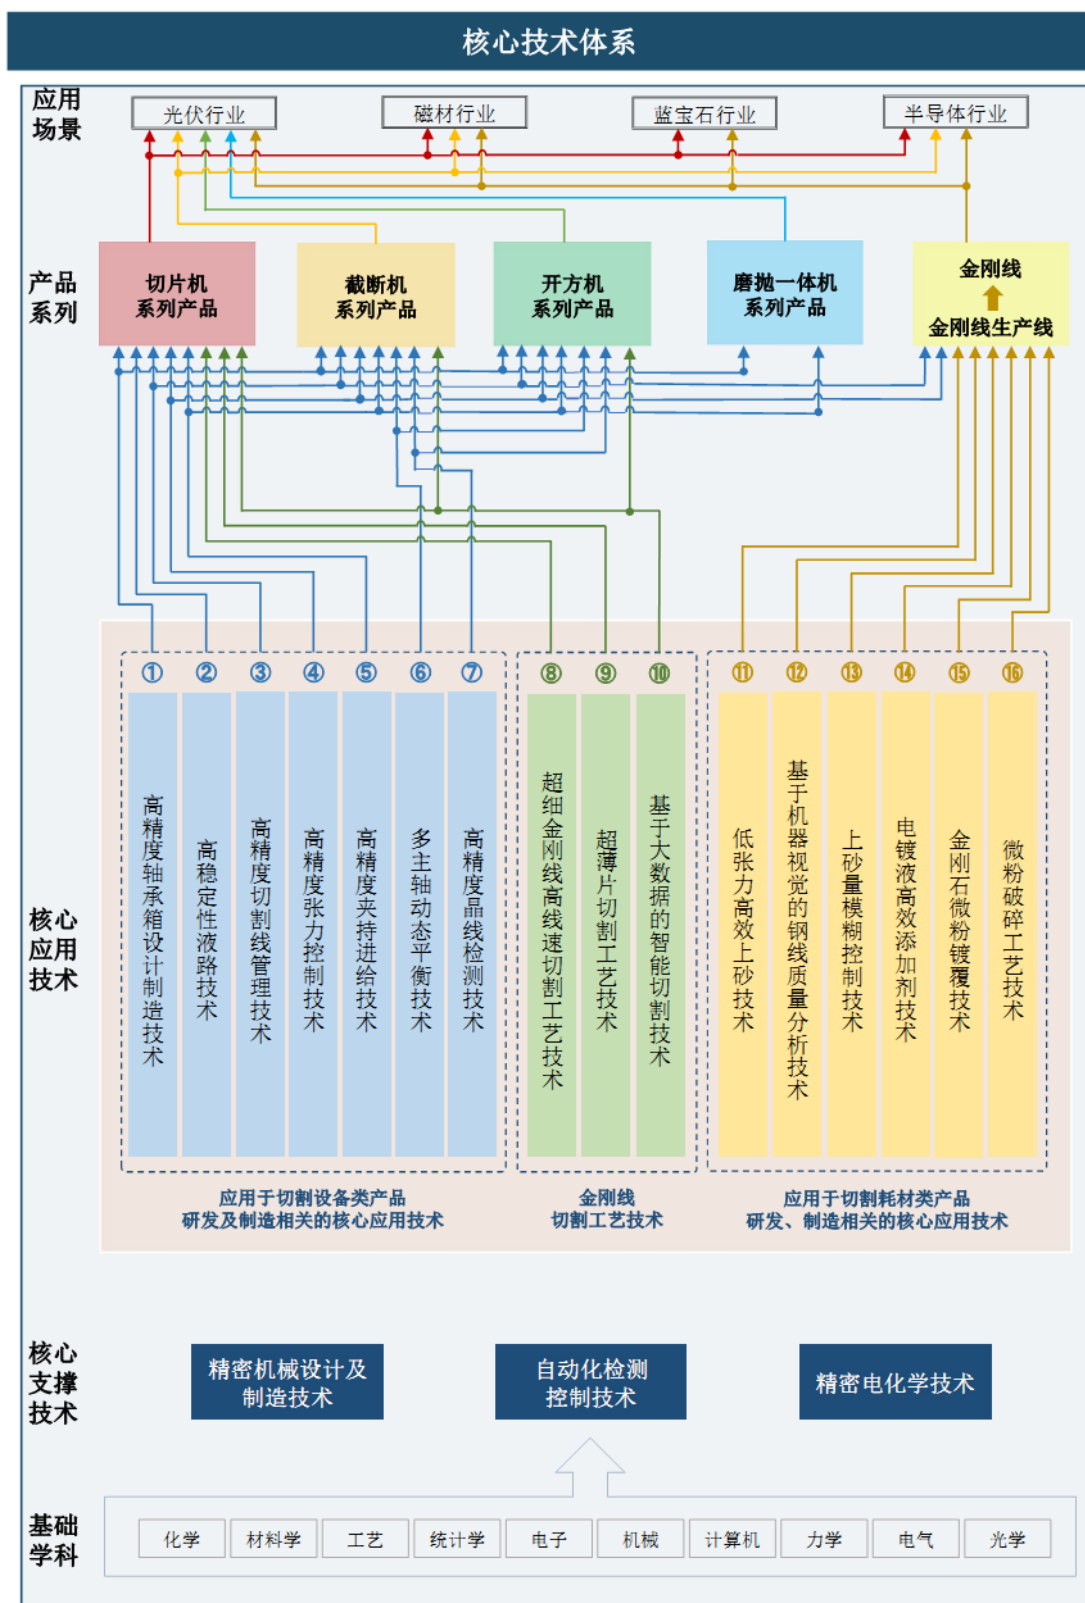 核心技术体系
应用
场景
光伏行业
磁材行业
蓝宝石行业
半导体行业
产品
系列
切片机
系列产品
截断机
系列产品
开方机
系列产品
磨抛一体机
系列产品
金刚线
金刚线生产线
核心
应用
技术
①
②
③
④
⑤
⑥
⑦
⑧
⑨
⑩
⑪
⑫
⑬
⑭
⑮
⑯
高精度轴承箱设计制造技术
高稳定性液路技术
高精度切割线管理技术
高精度张力控制技术
高精度夹持进给技术
多主轴动态平衡技术
高精度晶线检测技术
超细金刚线高线速切割工艺技术
超薄片切割工艺技术
基于大数据的智能切割技术
低张力高效上砂技术
基于机器视觉的钢线质量分析技术
上砂量模糊控制技术
电镀液高效添加剂技术
金刚石微粉镀覆技术
微粉破碎工艺技术
应用于切割设备类产品
研发及制造相关的核心应用技术
金刚线
切割工艺技术
应用于切割耗材类产品
研发、制造相关的核心应用技术
核心
支撑
技术
精密机械设计及
制造技术
自动化检测
控制技术
精密电化学技术
基础
学科
化学
材料学
工艺
统计学
电子
机械
计算机
力学
电气
光学